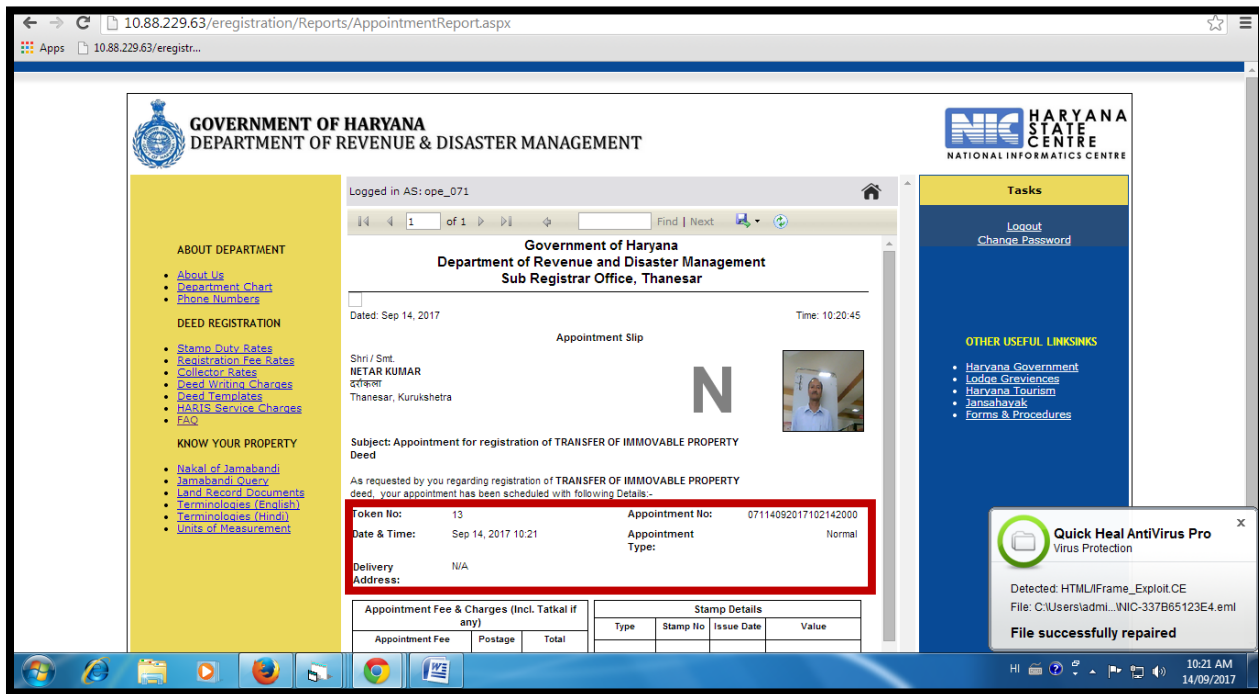 10.88.229.63/eregistration/Reports/AppointmentReport.aspx
Apps 10.88.229.63/eregistr...
GOVERNMENT OF HARYANA
DEPARTMENT OF REVENUE & DISASTER MANAGEMENT
NIC HARYANA STATE CENTRE
NATIONAL INFORMATICS CENTRE
ABOUT DEPARTMENT
About Us
Department Chart
Phone Numbers
DEED REGISTRATION
Stamp Duty Rates
Registration Fee Rates
Collector Rates
Deed Writing Charges
Deed Templates
HARIS Service Charges
FAQ
KNOW YOUR PROPERTY
Nakal of Jamabandi
Jamabandi Query
Land Record Documents
Terminologies (English)
Terminologies (Hindi)
Units of Measurement
Logged in AS: ope_071
1 of 1 Find | Next
Government of Haryana
Department of Revenue and Disaster Management
Sub Registrar Office, Thanesar
Dated: Sep 14, 2017 Time: 10:20:45
Appointment Slip
Shri / Smt.
NETAR KUMAR
दर्राकला
Thanesar, Kurukshetra
N
Subject: Appointment for registration of TRANSFER OF IMMOVABLE PROPERTY
Deed
As requested by you regarding registration of TRANSFER OF IMMOVABLE PROPERTY
deed, your appointment has been scheduled with following Details:-
Token No: 13 Appointment No: 07114092017102142000
Date & Time: Sep 14, 2017 10:21 Appointment Type: Normal
Delivery Address: N/A
Appointment Fee & Charges (Incl. Tatkal if any)
Appointment Fee Postage Total
Stamp Details
Type Stamp No Issue Date Value
Tasks
Logout
Change Password
OTHER USEFUL LINKSINKS
Haryana Government
Lodge Greviences
Haryana Tourism
Jansahayak
Forms & Procedures
Quick Heal AntiVirus Pro x
Virus Protection
Detected: HTML/IFrame_Exploit.CE
File: C:\Users\admi...\NIC-337B65123E4.eml
File successfully repaired
HI 10:21 AM
14/09/2017